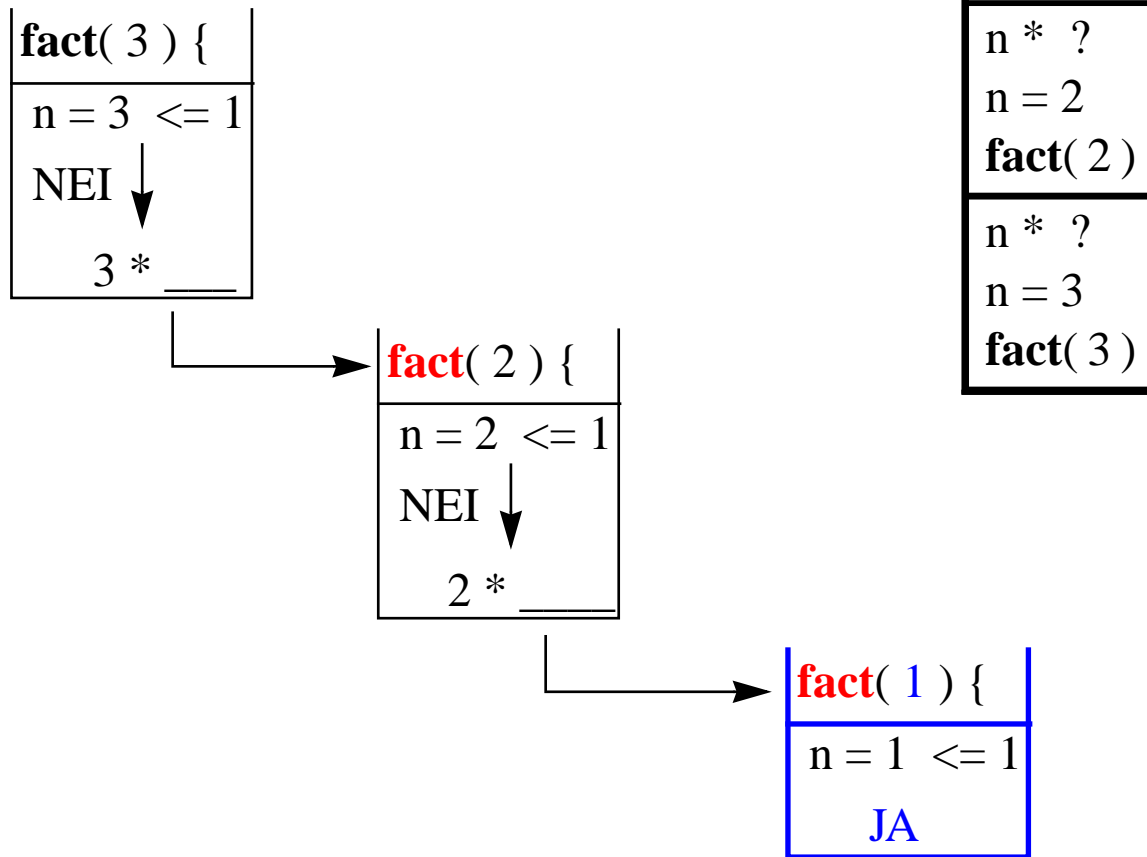 fact( 3 ) {
n = 3 <= 1
NEI
3 * ___
fact( 2 ) {
n = 2 <= 1
NEI
2 * ____
fact( 1 ) {
n = 1 <= 1
JA
n * ?
n = 2
fact( 2 )
n * ?
n = 3
fact( 3 )